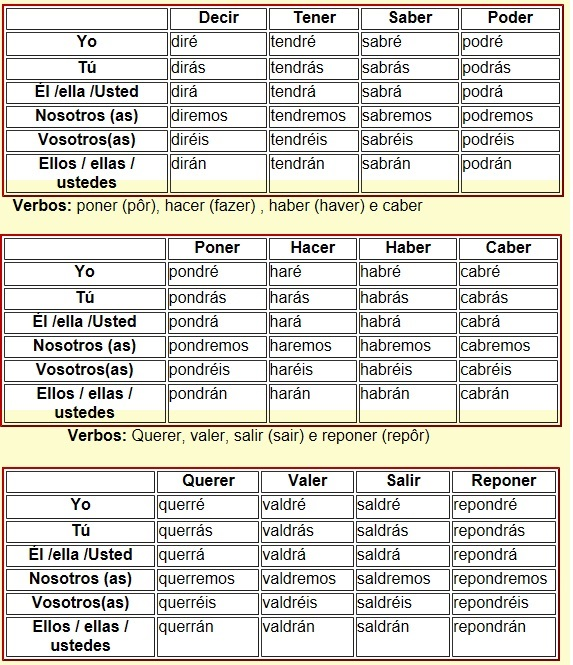 Decir Tener Saber Poder
Yo diré tendré sabré podré
Tú dirás tendrás sabrás podrás
Él /ella /Usted dirá tendrá sabrá podrá
Nosotros (as) diremos tendremos sabremos podremos
Vosotros(as) diréis tendréis sabréis podréis
Ellos / ellas / dirán tendrán sabrán podrán
ustedes
Verbos: poner (pôr), hacer (fazer) , haber (haver) e caber
Poner Hacer Haber Caber
Yo pondré haré habré cabré
Tú pondrás harás habrás cabrás
Él /ella /Usted pondrá hará habrá cabrá
Nosotros (as) pondremos haremos habremos cabremos
Vosotros(as) pondréis haréis habréis cabréis
Ellos / ellas / pondrán harán habrán cabrán
ustedes
Verbos: Querer, valer, salir (sair) e reponer (repôr)
Querer Valer Salir Reponer
Yo querré valdré saldré repondré
Tú querrás valdrás saldrás repondrás
Él /ella /Usted querrá valdrá saldrá repondrá
Nosotros (as) querremos valdremos saldremos repondremos
Vosotros(as) querréis valdréis saldréis repondréis
Ellos / ellas / querrán valdrán saldrán repondrán
ustedes